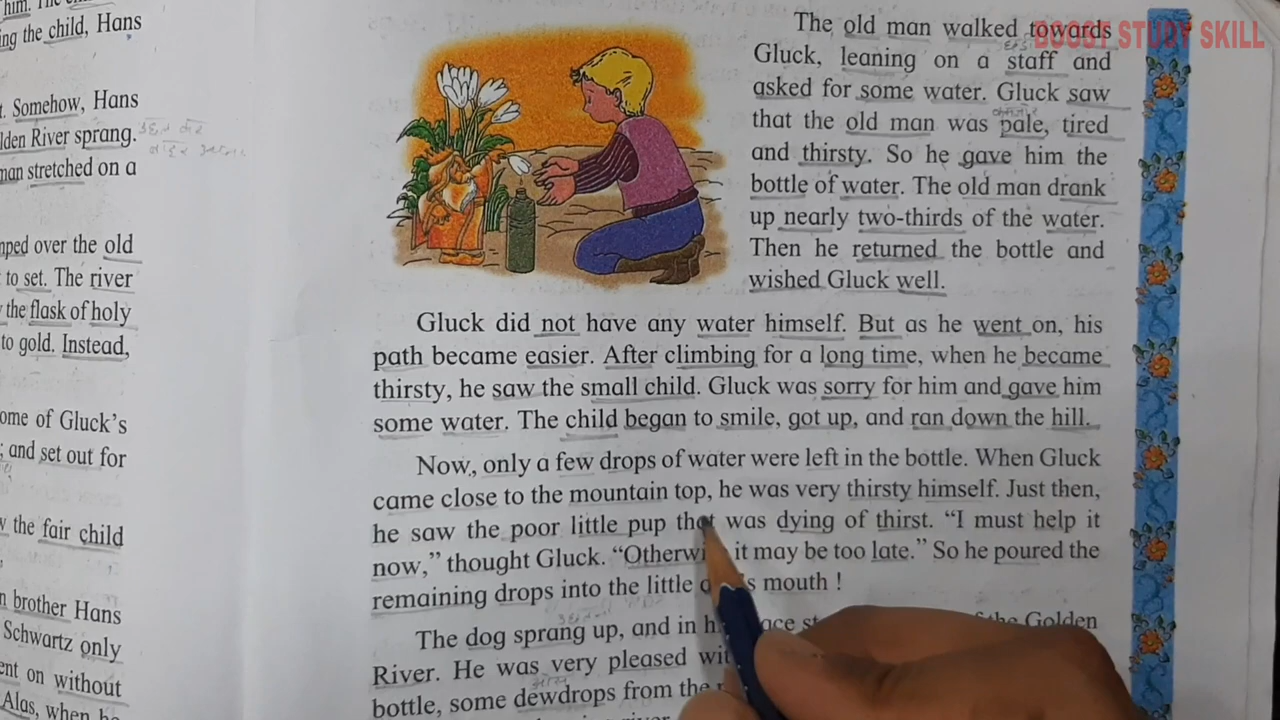 him. The
ing the child, Hans
t. Somehow, Hans
lden River sprang.
man stretched on a
mped over the old
to set. The river
the flask of holy
to gold. Instead,
ome of Gluck's
and set out for
w the fair child
n brother Hans
Schwartz only
ent on without
Alas, when he
BOOST STUDY SKILL
The old man walked towards
Gluck, leaning on a staff and
asked for some water. Gluck saw
that the old man was pale, tired
and thirsty. So he gave him the
bottle of water. The old man drank
up nearly two-thirds of the water.
Then he returned the bottle and
wished Gluck well.
Gluck did not have any water himself. But as he went on, his
path became easier. After climbing for a long time, when he became
thirsty, he saw the small child. Gluck was sorry for him and gave him
some water. The child began to smile, got up, and ran down the hill.
Now, only a few drops of water were left in the bottle. When Gluck
came close to the mountain top, he was very thirsty himself. Just then,
he saw the poor little pup that was dying of thirst. “I must help it
now,” thought Gluck. “Otherwi it may be too late.” So he poured the
remaining drops into the little mouth !
The dog sprang up, and in h ace of the Golden
River. He was very pleased wi
bottle, some dewdrops from the